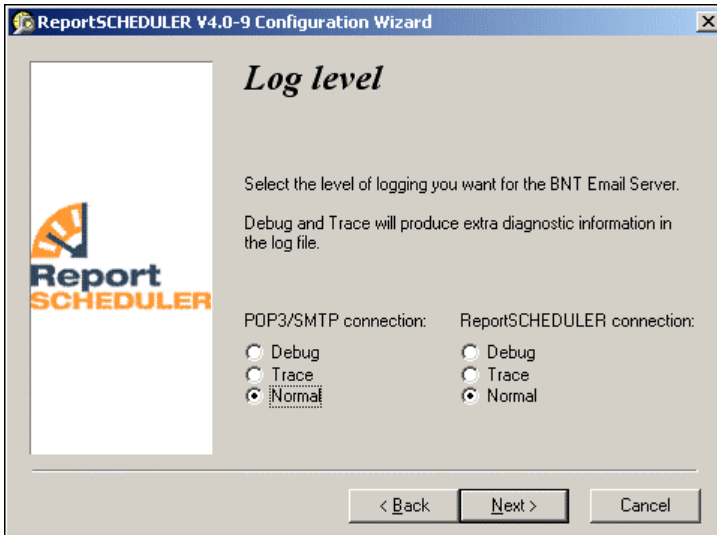 ReportSCHEDULER V4.0-9 Configuration Wizard
Log level
Select the level of logging you want for the BNT Email Server.
Debug and Trace will produce extra diagnostic information in
the log file.
Report
SCHEDULER
POP3/SMTP connection:
Debug
Trace
Normal
ReportSCHEDULER connection:
Debug
Trace
Normal
< Back
Next >
Cancel